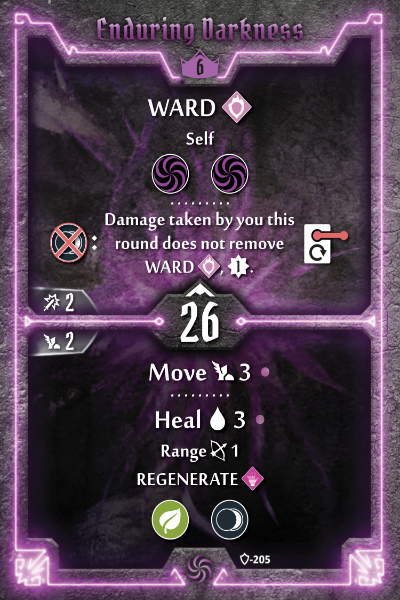 Enduring Darkness
6
WARD
Self
Damage taken by you this
: round does not remove
WARD , 1.
2
26
2
Move 3
Heal 3
Range 1
REGENERATE
-205